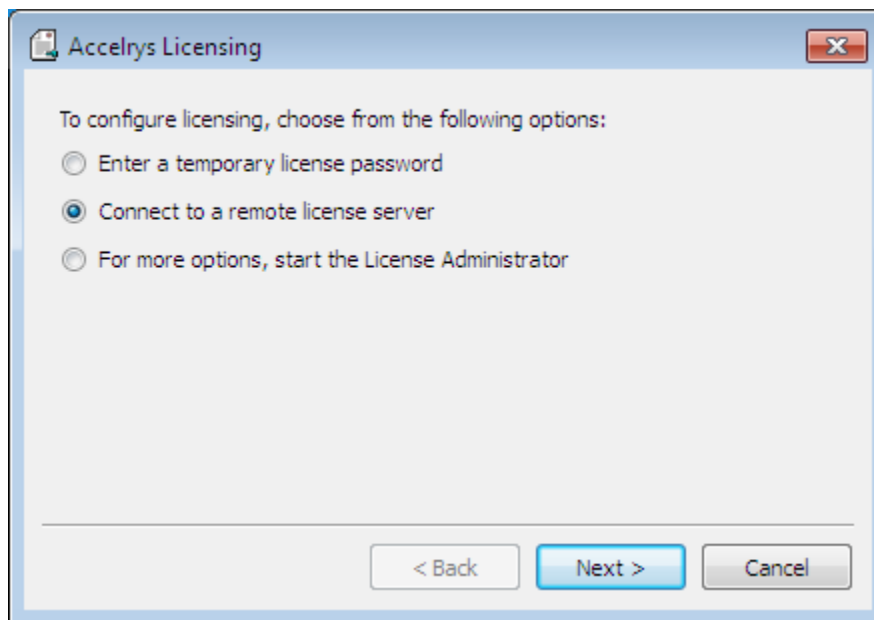 Accelrys Licensing
To configure licensing, choose from the following options:
Enter a temporary license password
Connect to a remote license server
For more options, start the License Administrator
< Back
Next >
Cancel